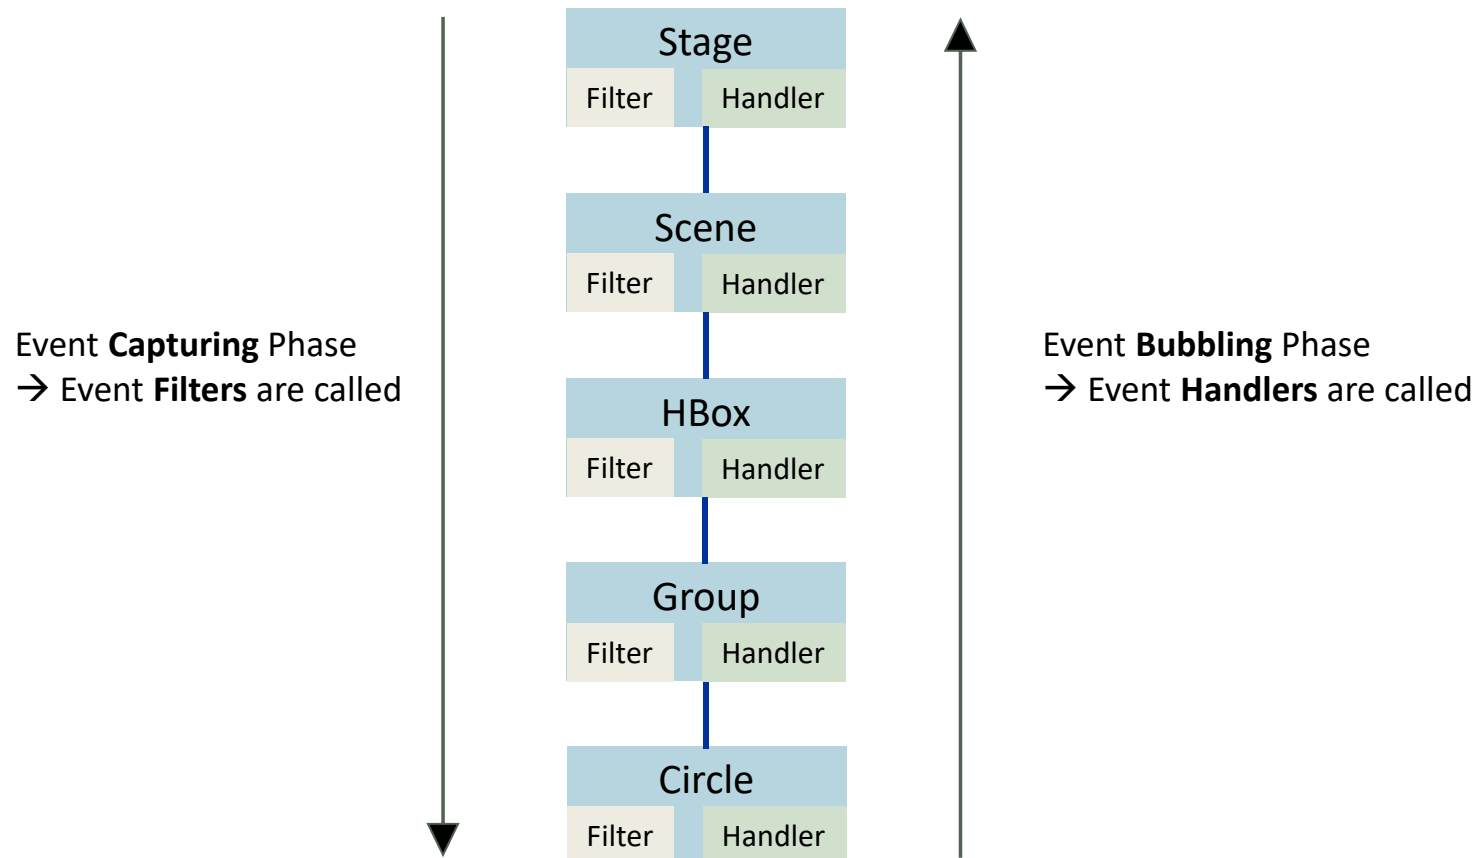 Stage
Filter Handler
Scene
Filter Handler
Event Capturing Phase
→ Event Filters are called
Event Bubbling Phase
→ Event Handlers are called
HBox
Filter Handler
Group
Filter Handler
Circle
Filter Handler